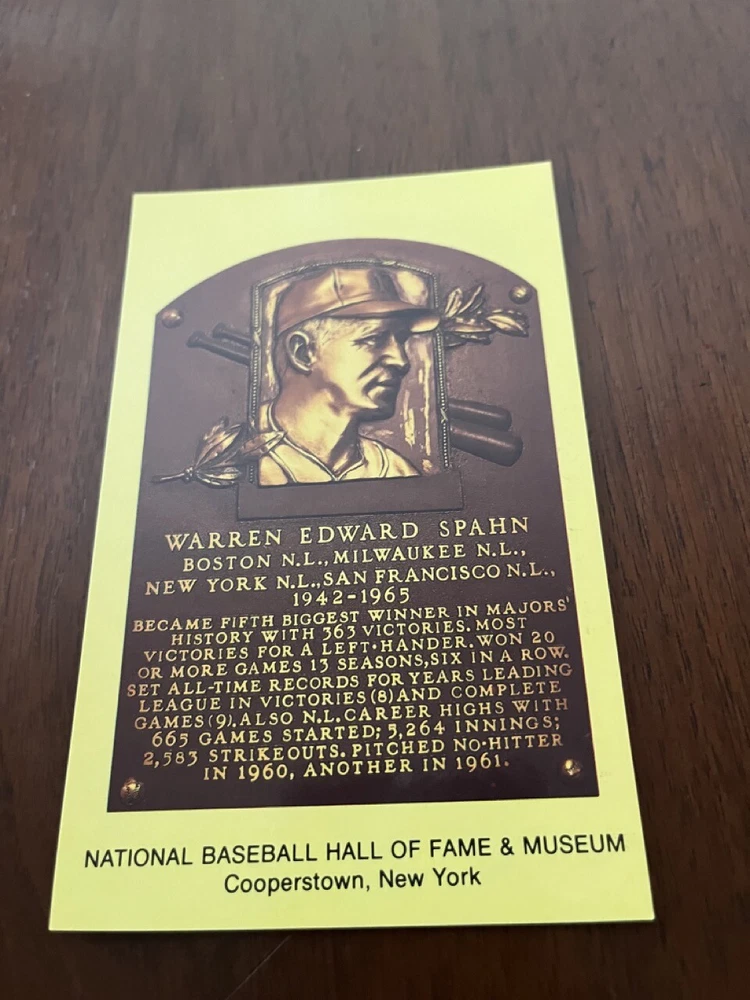 WARREN EDWARD SPAHN
BOSTON N.L., MILWAUKEE N.L.,
NEW YORK N.L., SAN FRANCISCO N.L.,
1942-1965
BECAME FIFTH BIGGEST WINNER IN MAJORS'
HISTORY WITH 363 VICTORIES. MOST
VICTORIES FOR A LEFT-HANDER. WON 20
OR MORE GAMES 13 SEASONS, SIX IN A ROW.
SET ALL-TIME RECORDS FOR YEARS LEADING
LEAGUE IN VICTORIES (8) AND COMPLETE
GAMES (9). ALSO N.L. CAREER HIGHS WITH
665 GAMES STARTED; 5,264 INNINGS;
2,583 STRIKEOUTS. PITCHED NO-HITTER
IN 1960, ANOTHER IN 1961.
NATIONAL BASEBALL HALL OF FAME & MUSEUM
Cooperstown, New York